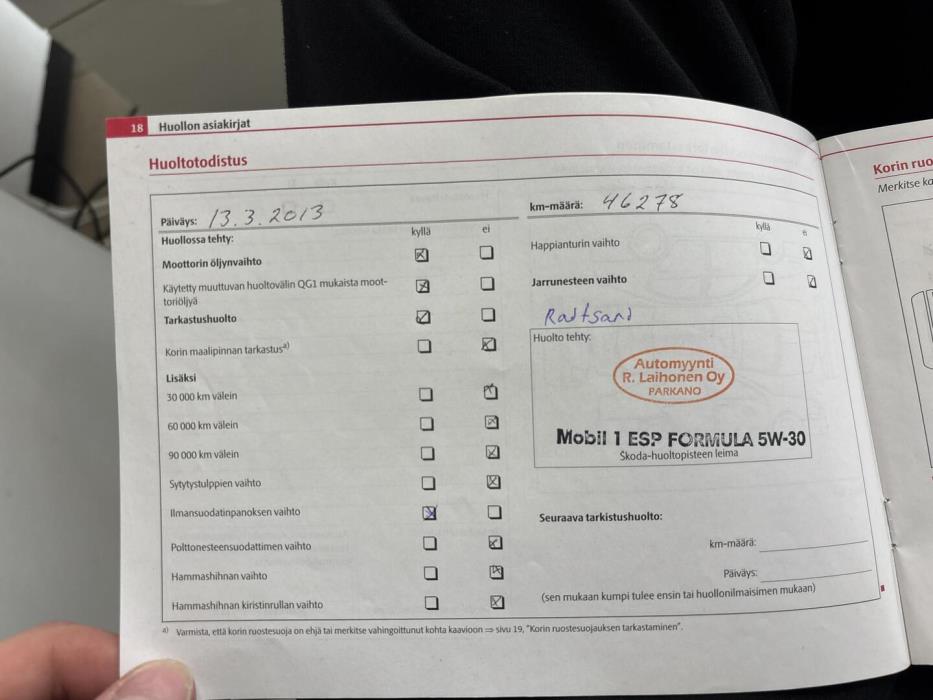 18 Huollon asiakirjat
Huoltotodistus
Päiväys: 13.3.2013
Huollossa tehty: kyllä ei
Moottorin öljynvaihto
Käytetty muuttuvan huoltovälin QG1 mukaista moot-
toriöljyä
Tarkastushuolto
Korin maalipinnan tarkastus a)
Lisäksi
30 000 km välein
60 000 km välein
90 000 km välein
Sytytystulppien vaihto
Ilmansuodatinpanoksen vaihto
Polttonesteensuodattimen vaihto
Hammashihnan vaihto
Hammashihnan kiristinrullan vaihto
km-määrä: 46278
kyllä ei
Happianturin vaihto
Jarrunesteen vaihto
Huolto tehty:
Automyynti
R. Laihonen Oy
PARKANO
Mobil 1 ESP FORMULA 5W-30
Škoda-huoltopisteen leima
Seuraava tarkistushuolto:
km-määrä:
Päiväys:
(sen mukaan kumpi tulee ensin tai huollonilmaisimen mukaan)
a) Varmista, että korin ruostesuoja on ehjä tai merkitse vahingoittunut kohta kaavioon ⇒ sivu 19, "Korin ruostesuojauksen tarkastaminen".
Korin ruo
Merkitse ka